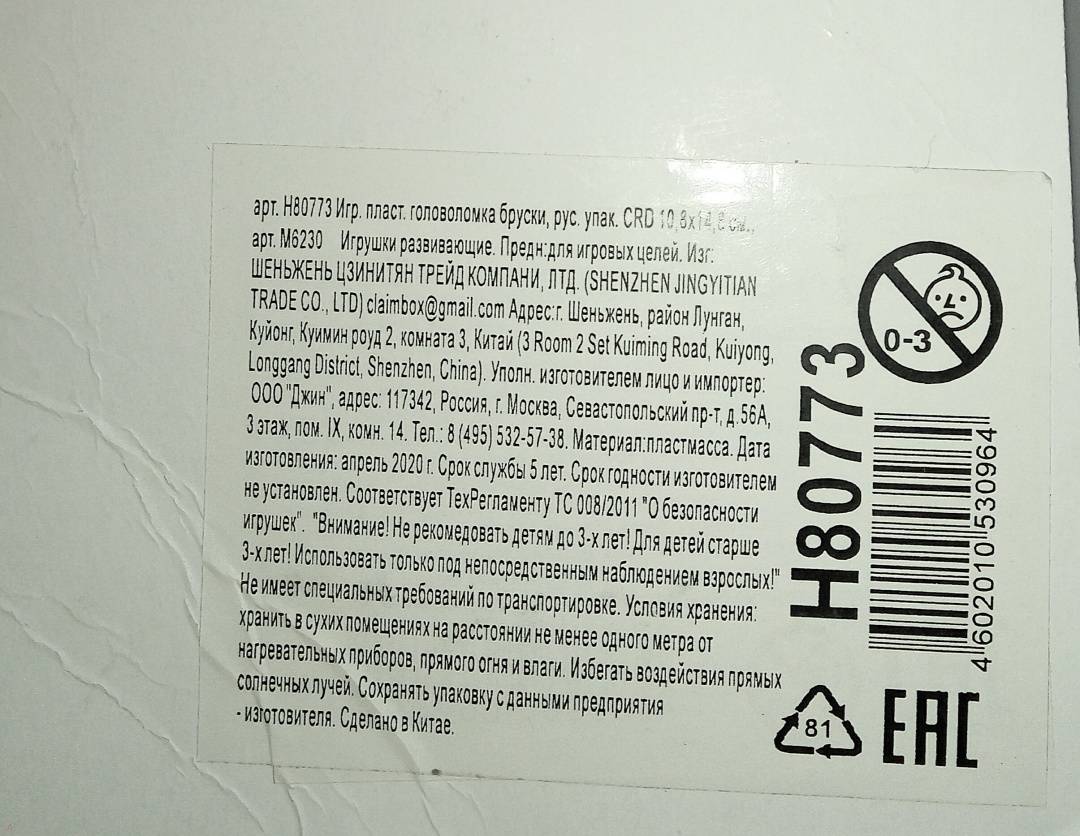 арт. H80773 Игр. пласт. головоломка бруски, рус. упак. CRD 10,8x14,8 см.,
арт. M6230 Игрушки развивающие. Предн:для игровых целей. Изг:
ШЕНЬЖЕНЬ ЦЗИНИТЯН ТРЕЙД КОМПАНИ, ЛТД. (SHENZHEN JINGYITIAN
TRADE CO., LTD) claimbox@gmail.com Адрес:г. Шеньжень, район Лунган,
Куйонг, Куимин роуд 2, комната 3, Китай (3 Room 2 Set Kuiming Road, Kuiyong,
Longgang District, Shenzhen, China). Уполн. изготовителем лицо и импортер:
ООО "Джин", адрес: 117342, Россия, г. Москва, Севастопольский пр-т, д.56А,
3 этаж, пом. IX, комн. 14. Тел.: 8 (495) 532-57-38. Материал:пластмасса. Дата
изготовления: апрель 2020 г. Срок службы 5 лет. Срок годности изготовителем
не установлен. Соответствует ТехРегламенту ТС 008/2011 "О безопасности
игрушек". "Внимание! Не рекомедовать детям до 3-х лет! Для детей старше
3-х лет! Использовать только под непосредственным наблюдением взрослых!"
Не имеет специальных требований по транспортировке. Условия хранения:
хранить в сухих помещениях на расстоянии не менее одного метра от
нагревательных приборов, прямого огня и влаги. Избегать воздействия прямых
солнечных лучей. Сохранять упаковку с данными предприятия
- изготовителя. Сделано в Китае.
0-3
H80773
4 602010 530964
81
EAC